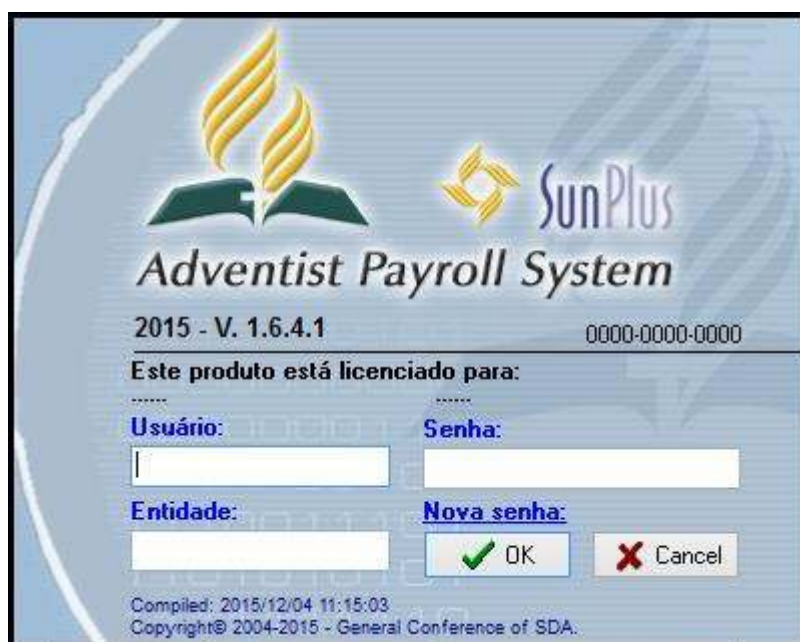 SunPlus
Adventist Payroll System
2015 - V. 1.6.4.1 0000-0000-0000
Este produto está licenciado para:
------ ------
Usuário: Senha:
Entidade: Nova senha:
OK Cancel
Compiled: 2015/12/04 11:15:03
Copyright© 2004-2015 - General Conference of SDA.